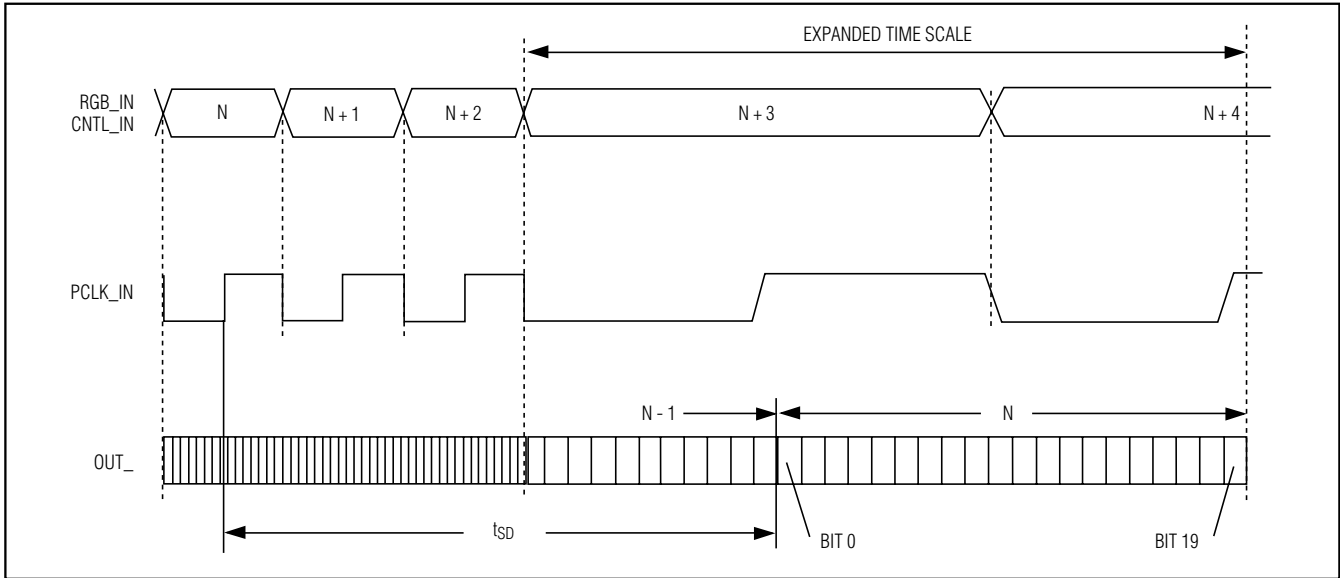 EXPANDED TIME SCALE
RGB_IN
CNTL_IN
N
N + 1
N + 2
N + 3
N + 4
PCLK_IN
N - 1
N
OUT_
tSD
BIT 0
BIT 19